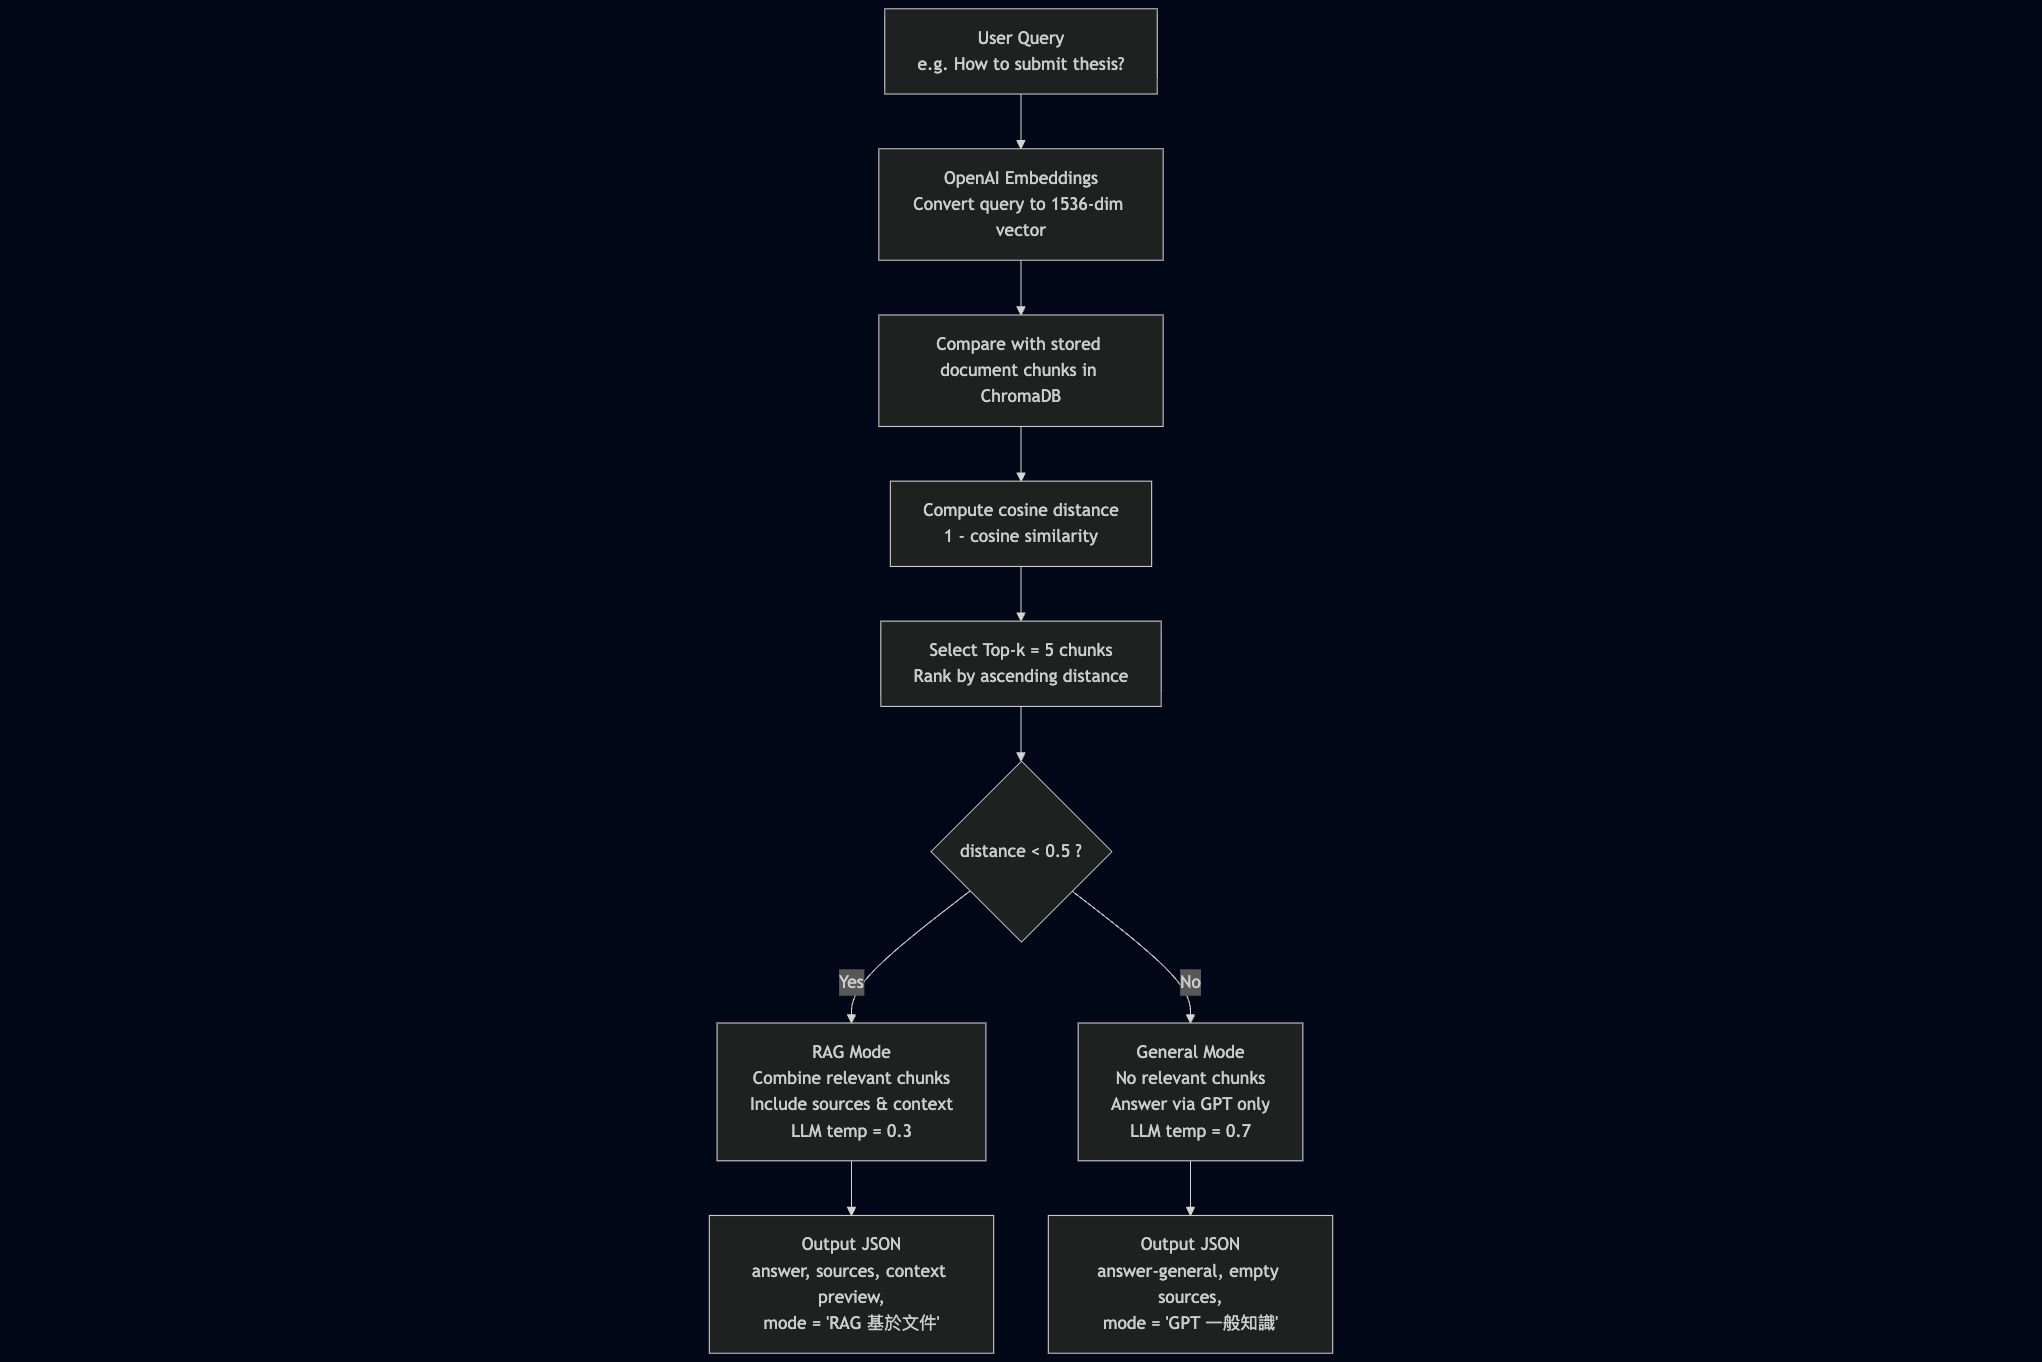 User Query
e.g. How to submit thesis?
OpenAI Embeddings
Convert query to 1536-dim
vector
Compare with stored
document chunks in
ChromaDB
Compute cosine distance
1 - cosine similarity
Select Top-k = 5 chunks
Rank by ascending distance
distance < 0.5 ?
Yes
No
RAG Mode
Combine relevant chunks
Include sources & context
LLM temp = 0.3
General Mode
No relevant chunks
Answer via GPT only
LLM temp = 0.7
Output JSON
answer, sources, context
preview,
mode = 'RAG 基於文件'
Output JSON
answer-general, empty
sources,
mode = 'GPT 一般知識'